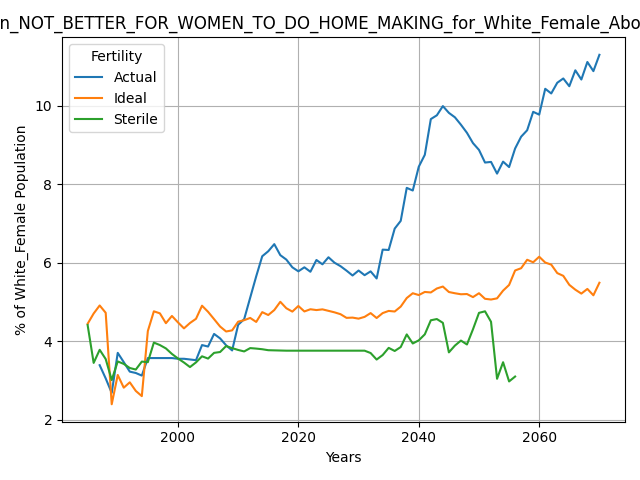 n_NOT_BETTER_FOR_WOMEN_TO_DO_HOME_MAKING_for_White_Female_Abo
Fertility
Actual
Ideal
Sterile
% of White_Female Population
10
8
6
4
2
2000 2020 2040 2060
Years